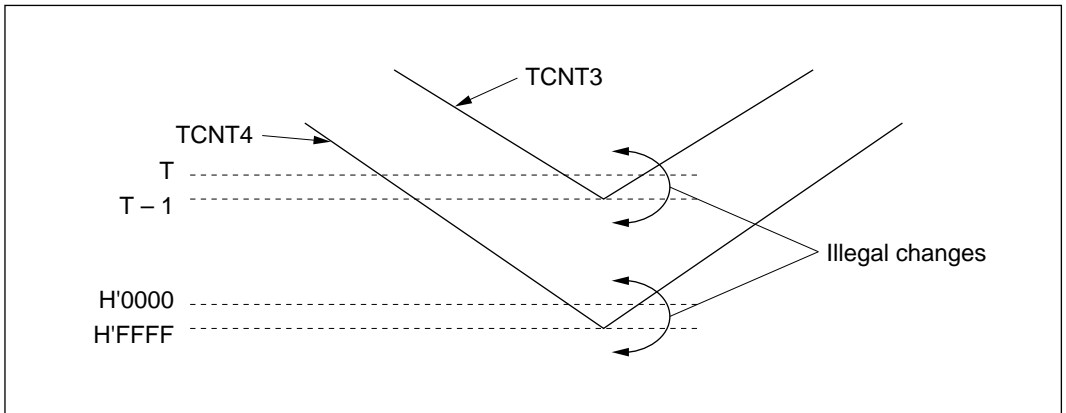 TCNT3
TCNT4
T
T – 1
Illegal changes
H'0000
H'FFFF